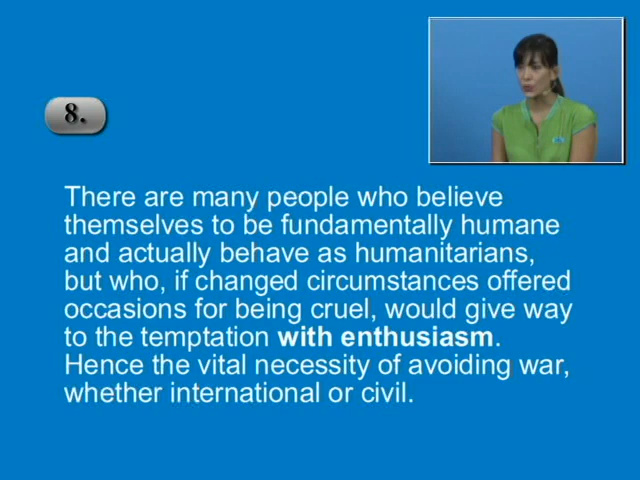 8.
There are many people who believe
themselves to be fundamentally humane
and actually behave as humanitarians,
but who, if changed circumstances offered
occasions for being cruel, would give way
to the temptation with enthusiasm.
Hence the vital necessity of avoiding war,
whether international or civil.